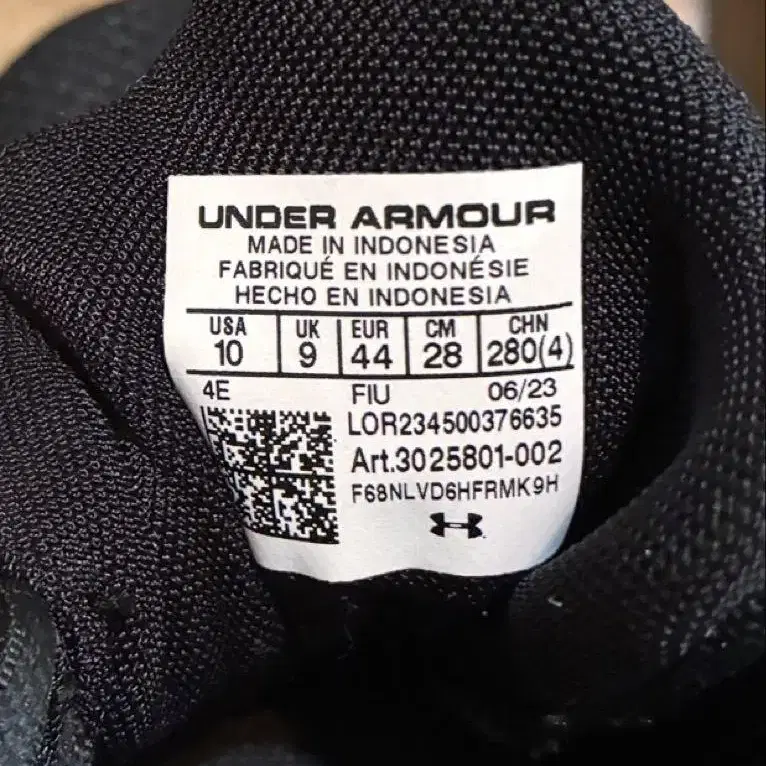 UNDER ARMOUR
MADE IN INDONESIA
FABRIQUÉ EN INDONÉSIE
HECHO EN INDONESIA
USA UK EUR CM CHN
10 9 44 28 280(4)
4E FIU 06/23
LOR234500376635
Art.3025801-002
F68NLVD6HFRMK9H